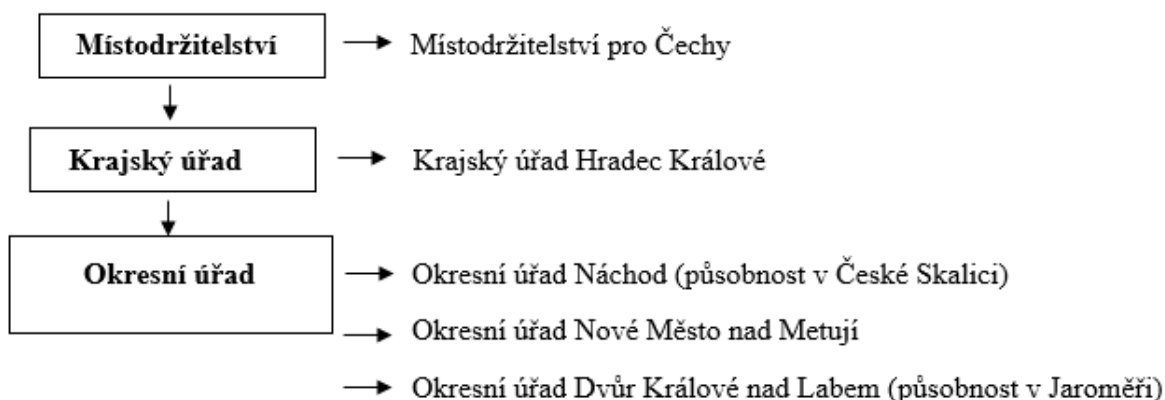 Místodržitelství → Místodržitelství pro Čechy
Krajský úřad → Krajský úřad Hradec Králové
Okresní úřad → Okresní úřad Náchod (působnost v České Skalici)
→ Okresní úřad Nové Město nad Metují
→ Okresní úřad Dvůr Králové nad Labem (působnost v Jaroměři)